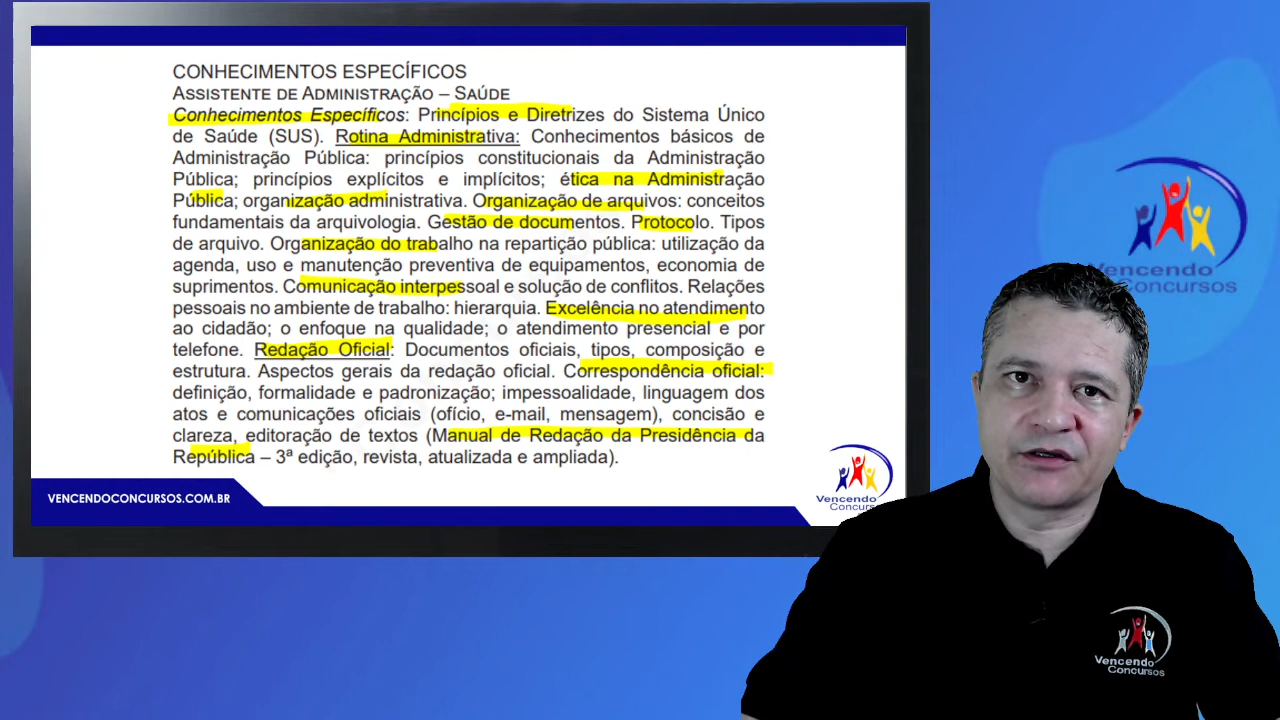 CONHECIMENTOS ESPECÍFICOS
ASSISTENTE DE ADMINISTRAÇÃO – SAÚDE
Conhecimentos Específicos: Princípios e Diretrizes do Sistema Único
de Saúde (SUS). Rotina Administrativa: Conhecimentos básicos de
Administração Pública: princípios constitucionais da Administração
Pública; princípios explícitos e implícitos; ética na Administração
Pública; organização administrativa. Organização de arquivos: conceitos
fundamentais da arquivologia. Gestão de documentos. Protocolo. Tipos
de arquivo. Organização do trabalho na repartição pública: utilização da
agenda, uso e manutenção preventiva de equipamentos, economia de
suprimentos. Comunicação interpessoal e solução de conflitos. Relações
pessoais no ambiente de trabalho: hierarquia. Excelência no atendimento
ao cidadão; o enfoque na qualidade; o atendimento presencial e por
telefone. Redação Oficial: Documentos oficiais, tipos, composição e
estrutura. Aspectos gerais da redação oficial. Correspondência oficial:
definição, formalidade e padronização; impessoalidade, linguagem dos
atos e comunicações oficiais (ofício, e-mail, mensagem), concisão e
clareza, editoração de textos (Manual de Redação da Presidência da
República – 3ª edição, revista, atualizada e ampliada).
VENCENDOCONCURSOS.COM.BR
Vencendo
Concursos
Vencendo
Concursos
Vencendo
Concursos